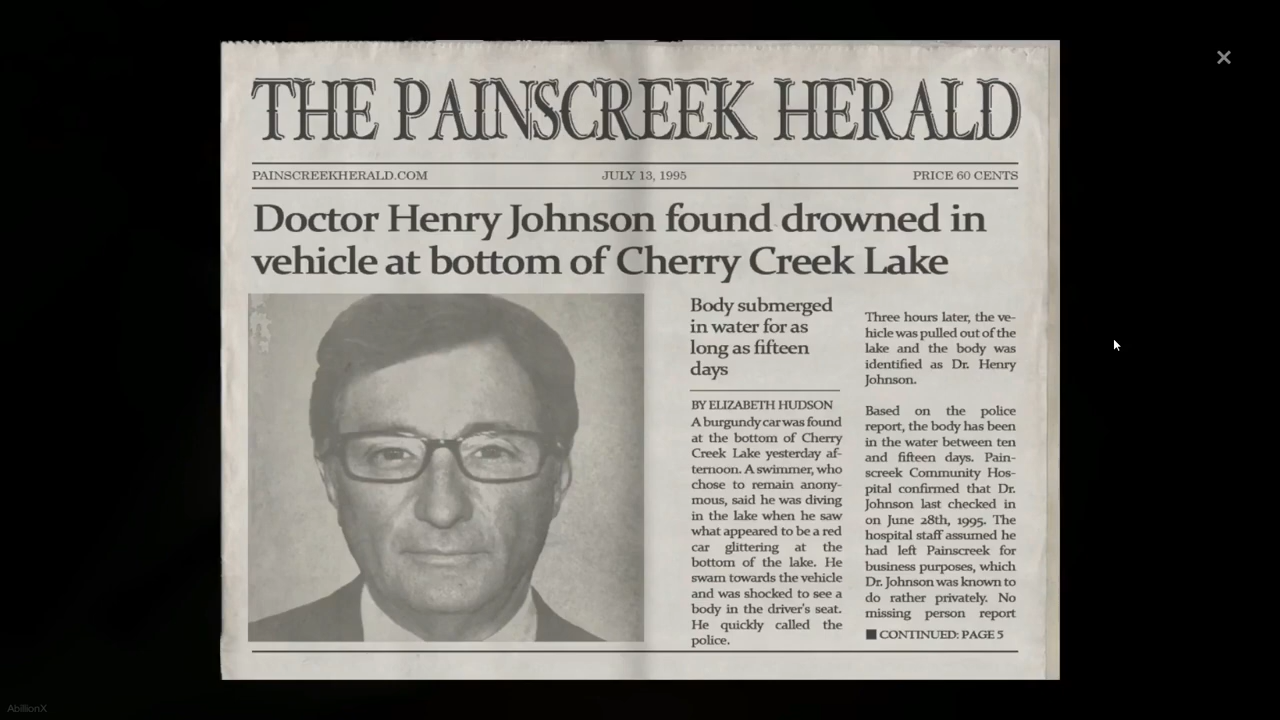 THE PAINSCREEK HERALD
PAINSCREEKHERALD.COM JULY 13, 1995 PRICE 60 CENTS
Doctor Henry Johnson found drowned in
vehicle at bottom of Cherry Creek Lake
Body submerged
in water for as
long as fifteen
days
BY ELIZABETH HUDSON
A burgundy car was found
at the bottom of Cherry
Creek Lake yesterday af-
ternoon. A swimmer, who
chose to remain anony-
mous, said he was diving
in the lake when he saw
what appeared to be a red
car glittering at the
bottom of the lake. He
swam towards the vehicle
and was shocked to see a
body in the driver's seat.
He quickly called the
police.
Three hours later, the ve-
hicle was pulled out of the
lake and the body was
identified as Dr. Henry
Johnson.
Based on the police
report, the body has been
in the water between ten
and fifteen days. Pain-
screek Community Hos-
pital confirmed that Dr.
Johnson last checked in
on June 28th, 1995. The
hospital staff assumed he
had left Painscreek for
business purposes, which
Dr. Johnson was known to
do rather privately. No
missing person report
■ CONTINUED: PAGE 5
AbillionX